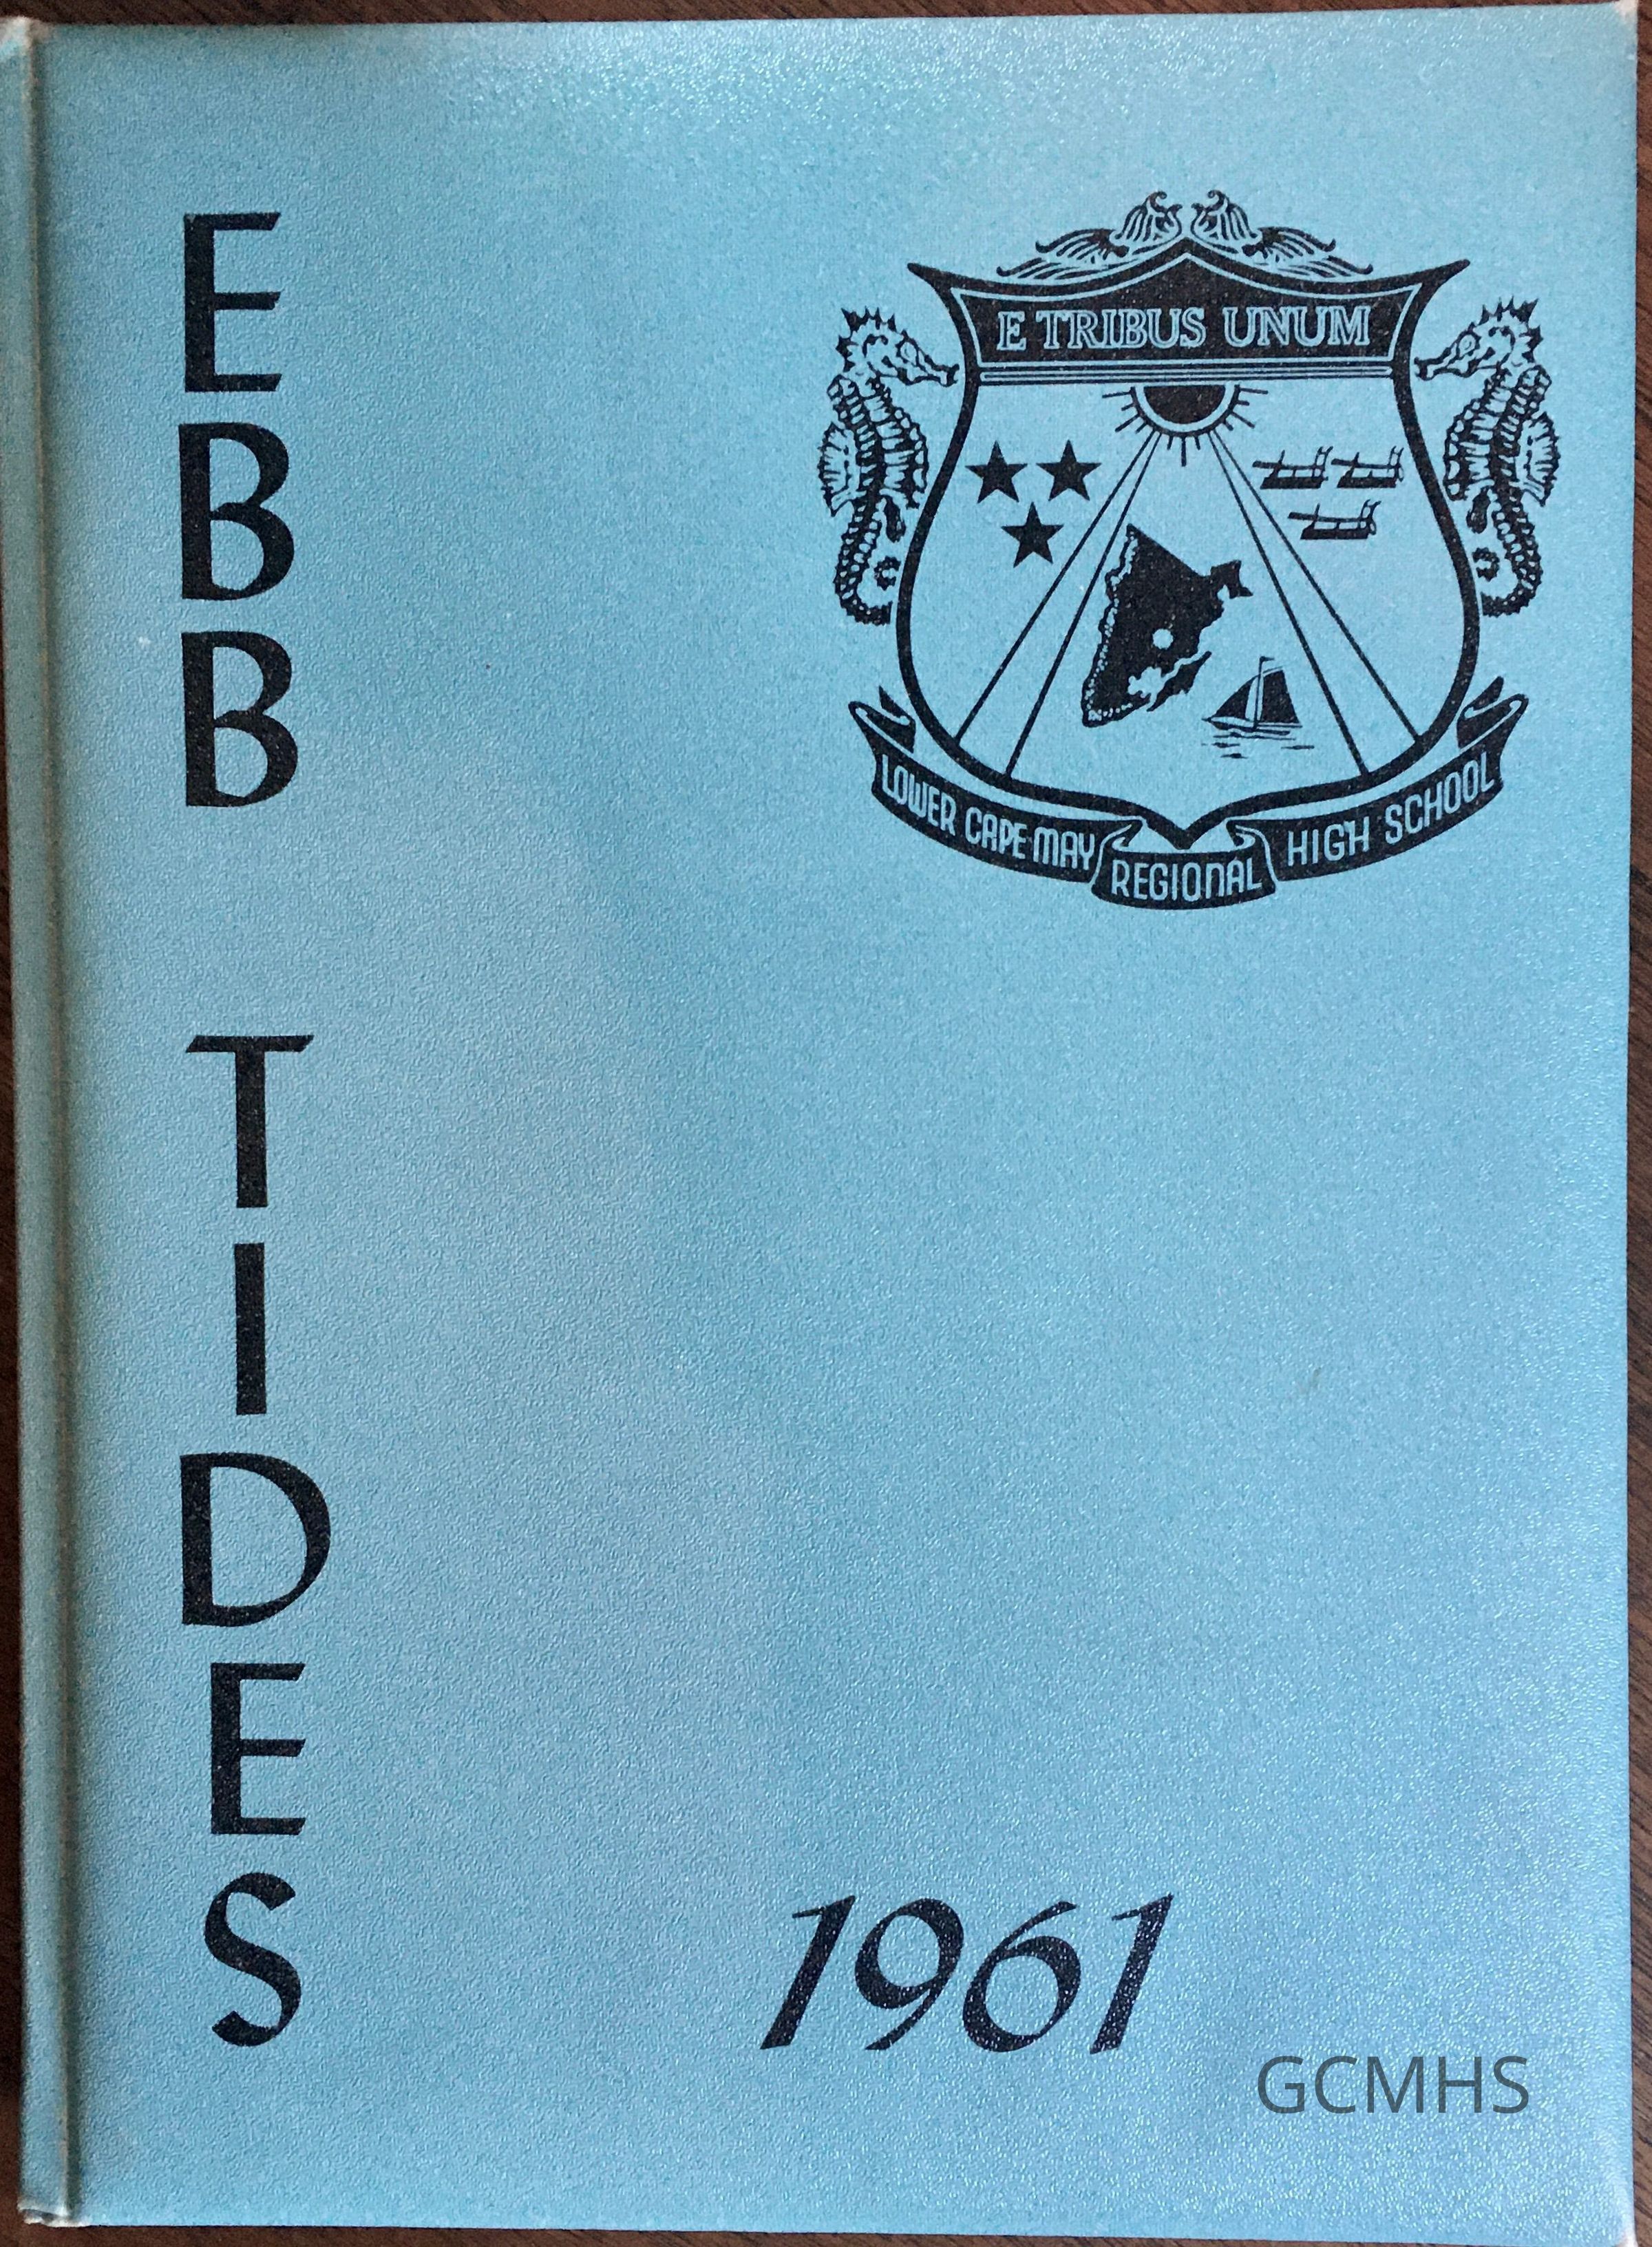 EBB TIDES
E TRIBUS UNUM
LOWER CAPE MAY REGIONAL HIGH SCHOOL
1961
GCMHS